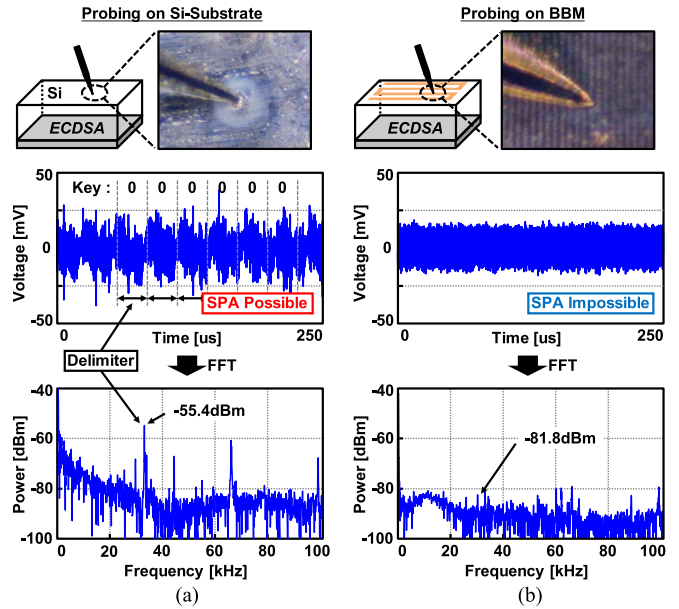 Probing on Si-Substrate
Si
ECDSA
50
Key : 0 0 0 0 0 0
Voltage [mV]
0
-50
SPA Possible
0
250
Time [us]
Delimiter
FFT
-40
-55.4dBm
Power [dBm]
-60
-80
-100
0 20 40 60 80 100
Frequency [kHz]
(a)
Probing on BBM
ECDSA
50
Voltage [mV]
0
-50
SPA Impossible
0
250
Time [us]
FFT
-40
Power [dBm]
-60
-81.8dBm
-80
-100
0 20 40 60 80 100
Frequency [kHz]
(b)